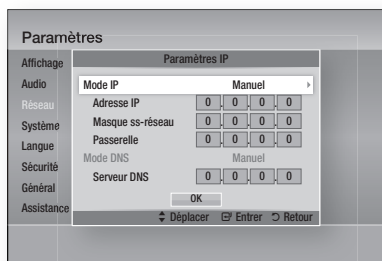 Paramètres
Affichage
Audio
Réseau
Système
Langue
Sécurité
Général
Assistance
Paramètres IP
Mode IP Manuel
Adresse IP 0 . 0 . 0 . 0
Masque ss-réseau 0 . 0 . 0 . 0
Passerelle 0 . 0 . 0 . 0
Mode DNS Manuel
Serveur DNS 0 . 0 . 0 . 0
OK
Déplacer Entrer Retour